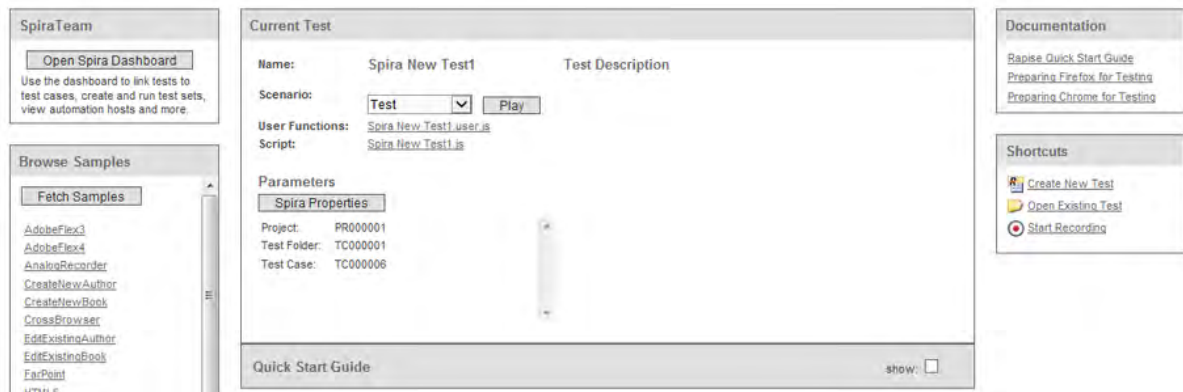 SpiraTeam
Open Spira Dashboard
Use the dashboard to link tests to
test cases, create and run test sets,
view automation hosts and more.
Browse Samples
Fetch Samples
AdobeFlex3
AdobeFlex4
AnalogRecorder
CreateNewAuthor
CreateNewBook
CrossBrowser
EditExistingAuthor
EditExistingBook
FarPoint
HTML5
Current Test
Name: Spira New Test1 Test Description
Scenario: Test Play
User Functions: Spira New Test1.user.js
Script: Spira New Test1.js
Parameters
Spira Properties
Project: PR000001
Test Folder: TC000001
Test Case: TC000006
Quick Start Guide show:
Documentation
Rapise Quick Start Guide
Preparing Firefox for Testing
Preparing Chrome for Testing
Shortcuts
Create New Test
Open Existing Test
Start Recording